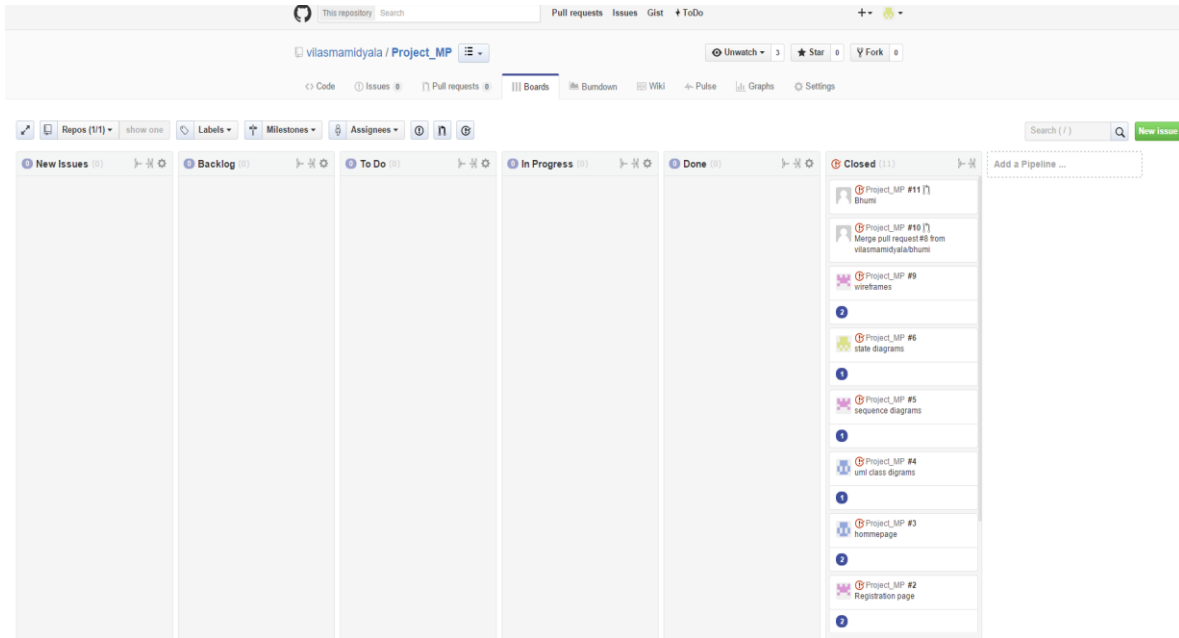 This repository Search
Pull requests Issues Gist ToDo
vilasmamidyala / Project_MP
Unwatch 3 Star 0 Fork 0
Code Issues 0 Pull requests 0 Boards Burndown Wiki Pulse Graphs Settings
Repos (1/1) show one Labels Milestones Assignees
Search ( / ) New issue
0 New Issues (0)
0 Backlog (0)
0 To Do (0)
0 In Progress (0)
0 Done (0)
Closed (11)
Add a Pipeline ...
Project_MP #11
Bhumi
Project_MP #10
Merge pull request #8 from
vilasmamidyala/bhumi
Project_MP #9
wireframes
2
Project_MP #6
state diagrams
1
Project_MP #5
sequence diagrams
1
Project_MP #4
uml class digrams
1
Project_MP #3
hommepage
2
Project_MP #2
Registration page
2